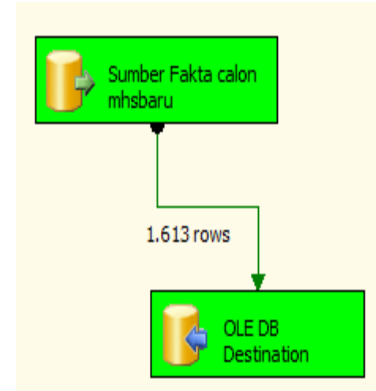 Sumber Fakta calon
mhsbaru
1.613 rows
OLE DB
Destination